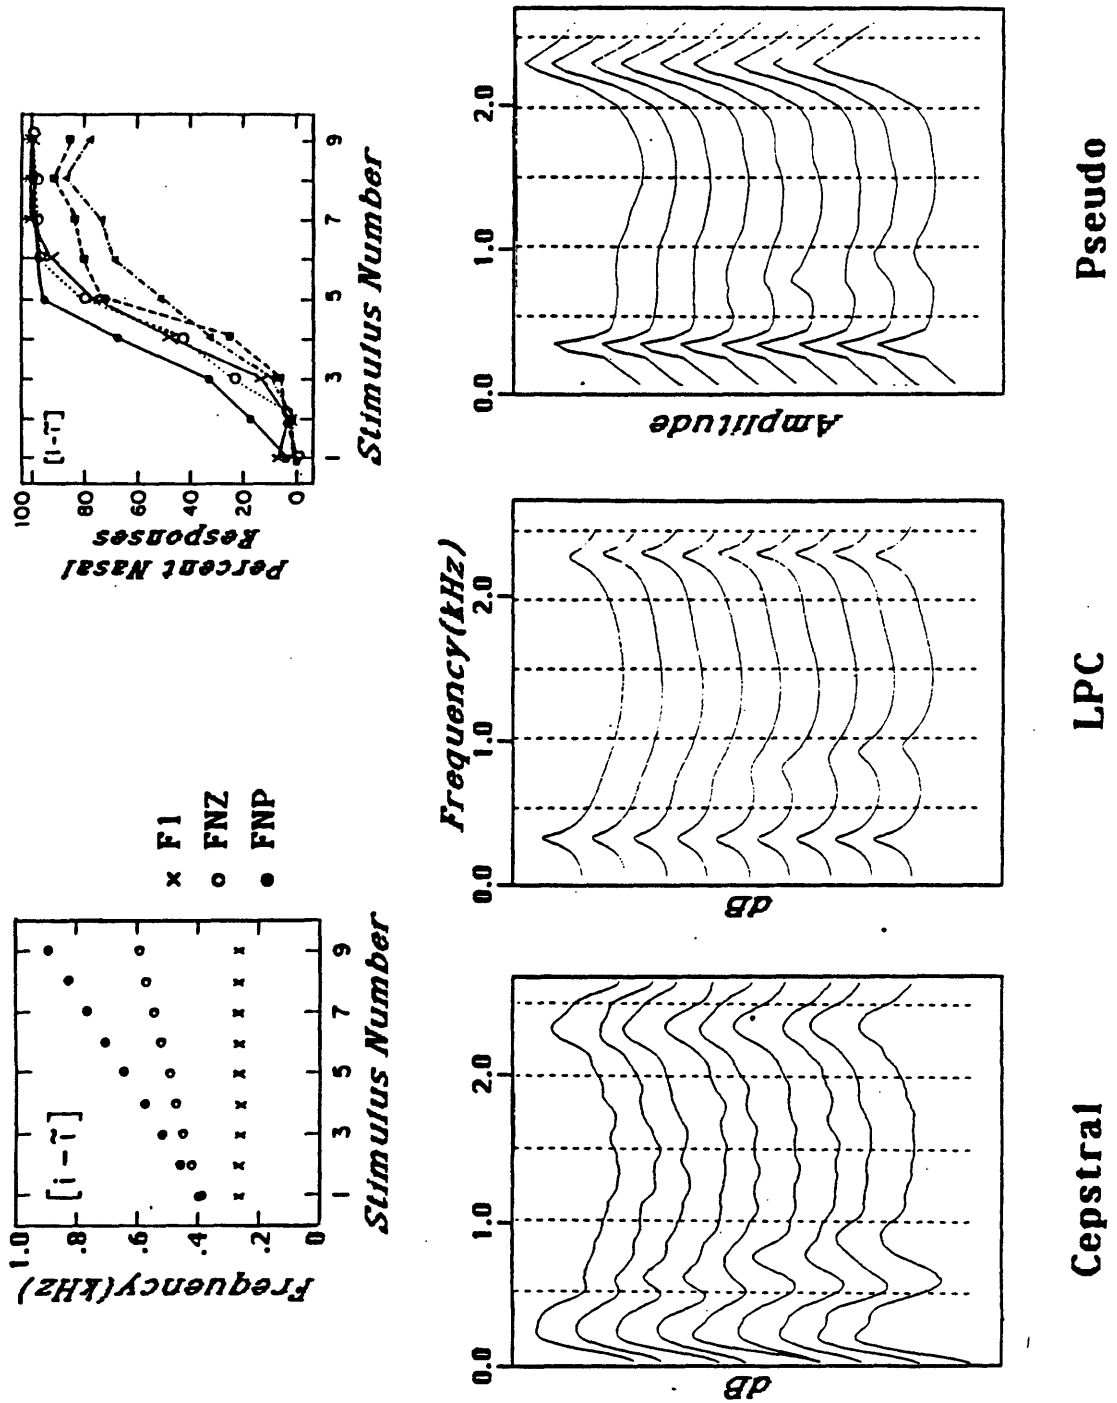 [i-ĩ]
1.0
.8
.6
.4
.2
0
Frequency(kHz)
1
3
5
7
9
Stimulus Number
x F1
o FNZ
• FNP
[i-ĩ]
100
80
60
40
20
0
Percent Nasal
Responses
1
3
5
7
9
Stimulus Number
Frequency(kHz)
0.0
1.0
2.0
dB
Cepstral
0.0
1.0
2.0
dB
LPC
0.0
1.0
2.0
Amplitude
Pseudo